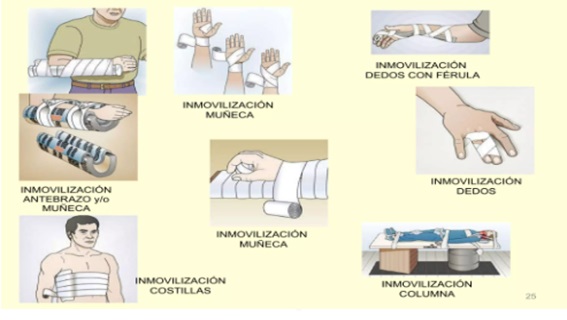 INMOVILIZACIÓN
MUÑECA
INMOVILIZACIÓN
DEDOS CON FÉRULA
INMOVILIZACIÓN
ANTEBRAZO y/o
MUÑECA
INMOVILIZACIÓN
MUÑECA
INMOVILIZACIÓN
DEDOS
INMOVILIZACIÓN
COSTILLAS
INMOVILIZACIÓN
COLUMNA
25